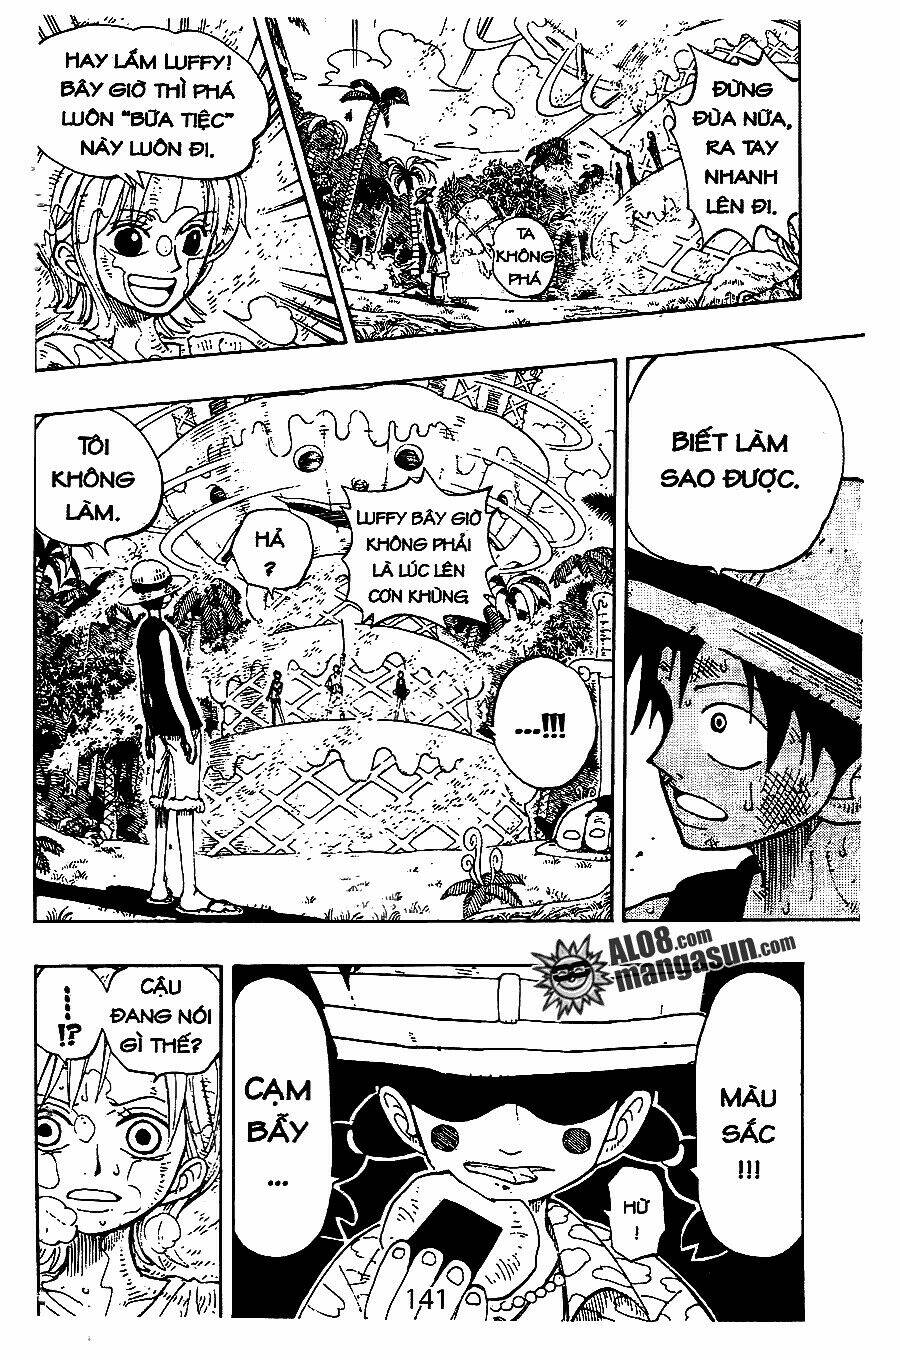 HAY LẮM LUFFY!
BÂY GIỜ THÌ PHÁ
LUÔN "BỮA TIỆC"
NÀY LUÔN ĐI.
ĐỪNG
ĐÙA NỮA,
RA TAY
NHANH
LÊN ĐI.
TA
KHÔNG
PHÁ
TÔI
KHÔNG
LÀM.
HẢ
?
LUFFY BÂY GIỜ
KHÔNG PHẢI
LÀ LÚC LÊN
CƠN KHÙNG.
...!!!
BIẾT LÀM
SAO ĐƯỢC.
ALO8.com
mangasun.com
.....
!?
CẬU
ĐANG NÓI
GÌ THẾ?
CẠM
BẪY
...
MÀU
SẮC
!!!
HỪ
!
141